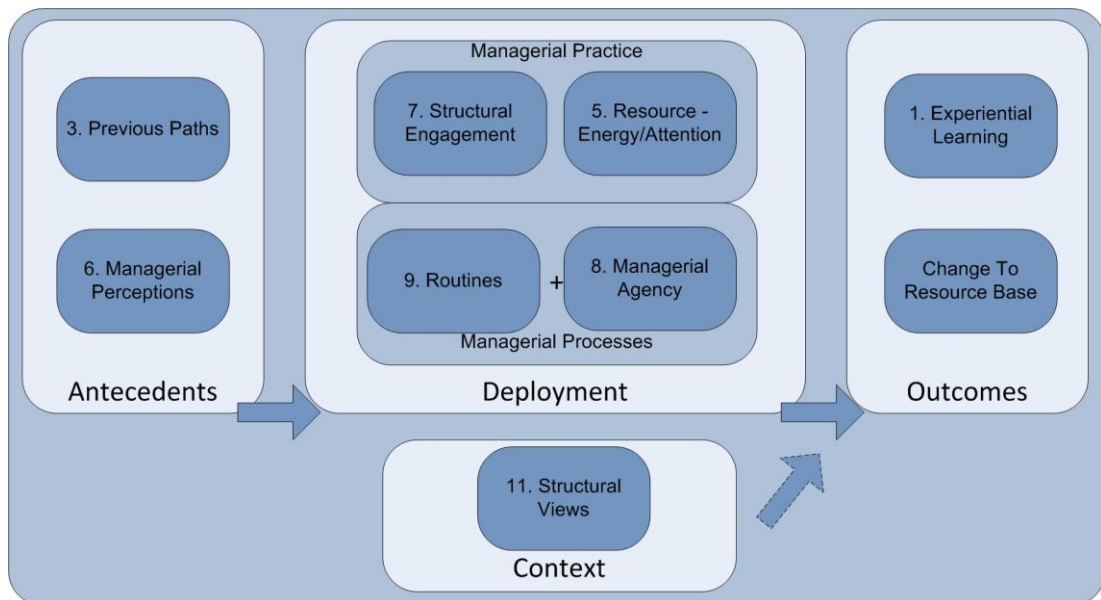 3. Previous Paths
6. Managerial
Perceptions
Antecedents
Managerial Practice
7. Structural
Engagement
5. Resource -
Energy/Attention
9. Routines
+
8. Managerial
Agency
Managerial Processes
Deployment
1. Experiential
Learning
Change To
Resource Base
Outcomes
11. Structural
Views
Context